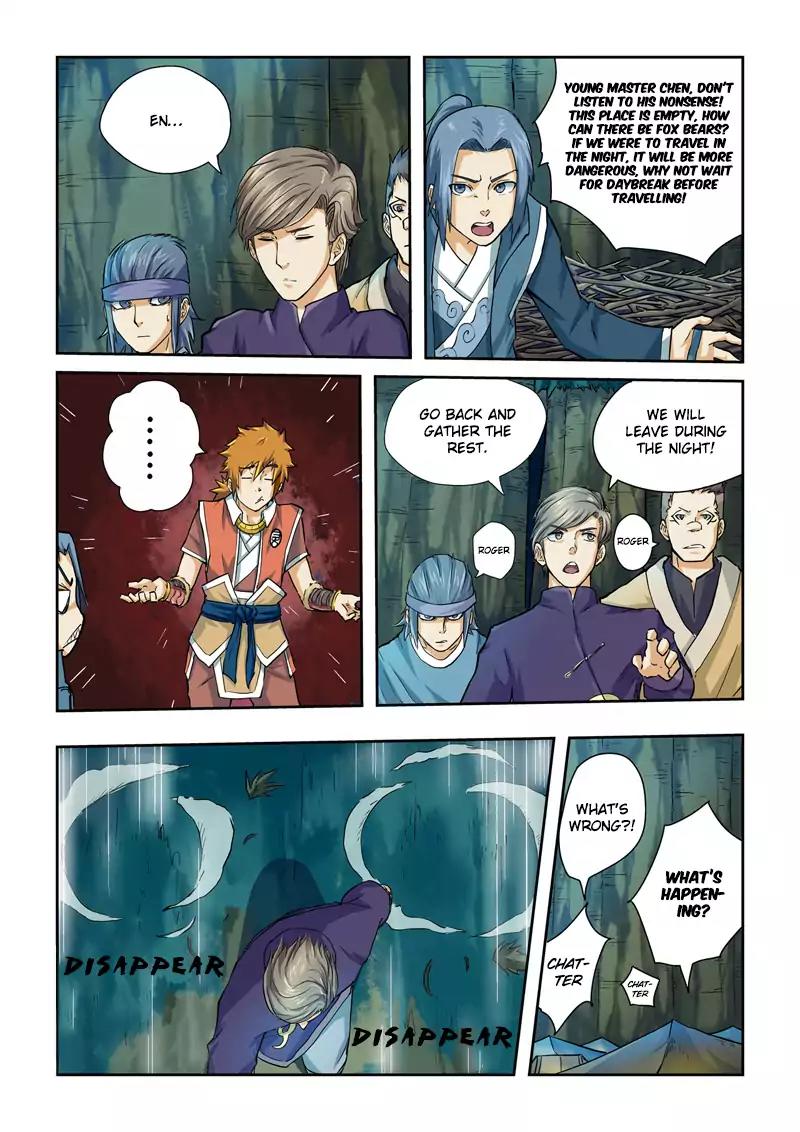 EN...
YOUNG MASTER CHEN, DON'T
LISTEN TO HIS NONSENSE!
THIS PLACE IS EMPTY, HOW
CAN THERE BE FOX BEARS?
IF WE WERE TO TRAVEL IN
THE NIGHT, IT WILL BE MORE
DANGEROUS, WHY NOT WAIT
FOR DAYBREAK BEFORE
TRAVELLING!
......
GO BACK AND
GATHER THE
REST.
WE WILL
LEAVE DURING
THE NIGHT!
ROGER
ROGER
DISAPPEAR
DISAPPEAR
WHAT'S
WRONG?!
WHAT'S
HAPPEN-
ING?
CHAT-
TER
CHAT-
TER